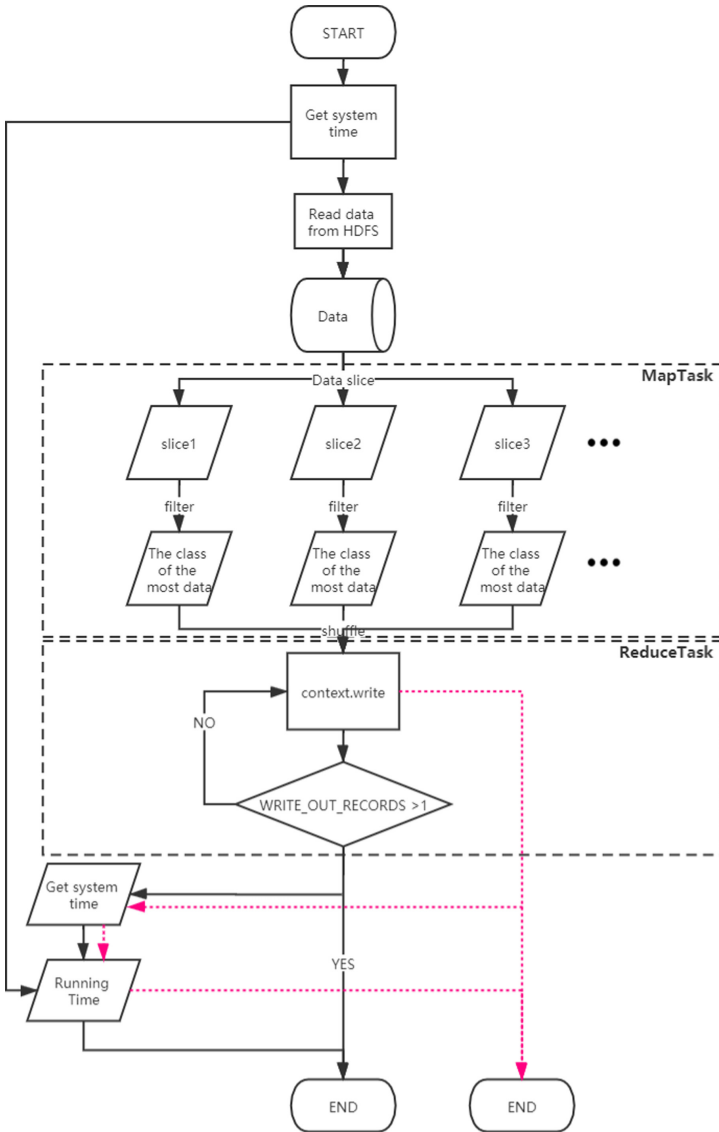 START
Get system
time
Read data
from HDFS
Data
MapTask
Data slice
slice1
slice2
slice3
filter
filter
filter
The class
of the
most data
The class
of the
most data
The class
of the
most data
shuffle
ReduceTask
context.write
NO
WRITE_OUT_RECORDS >1
Get system
time
YES
Running
Time
END
END